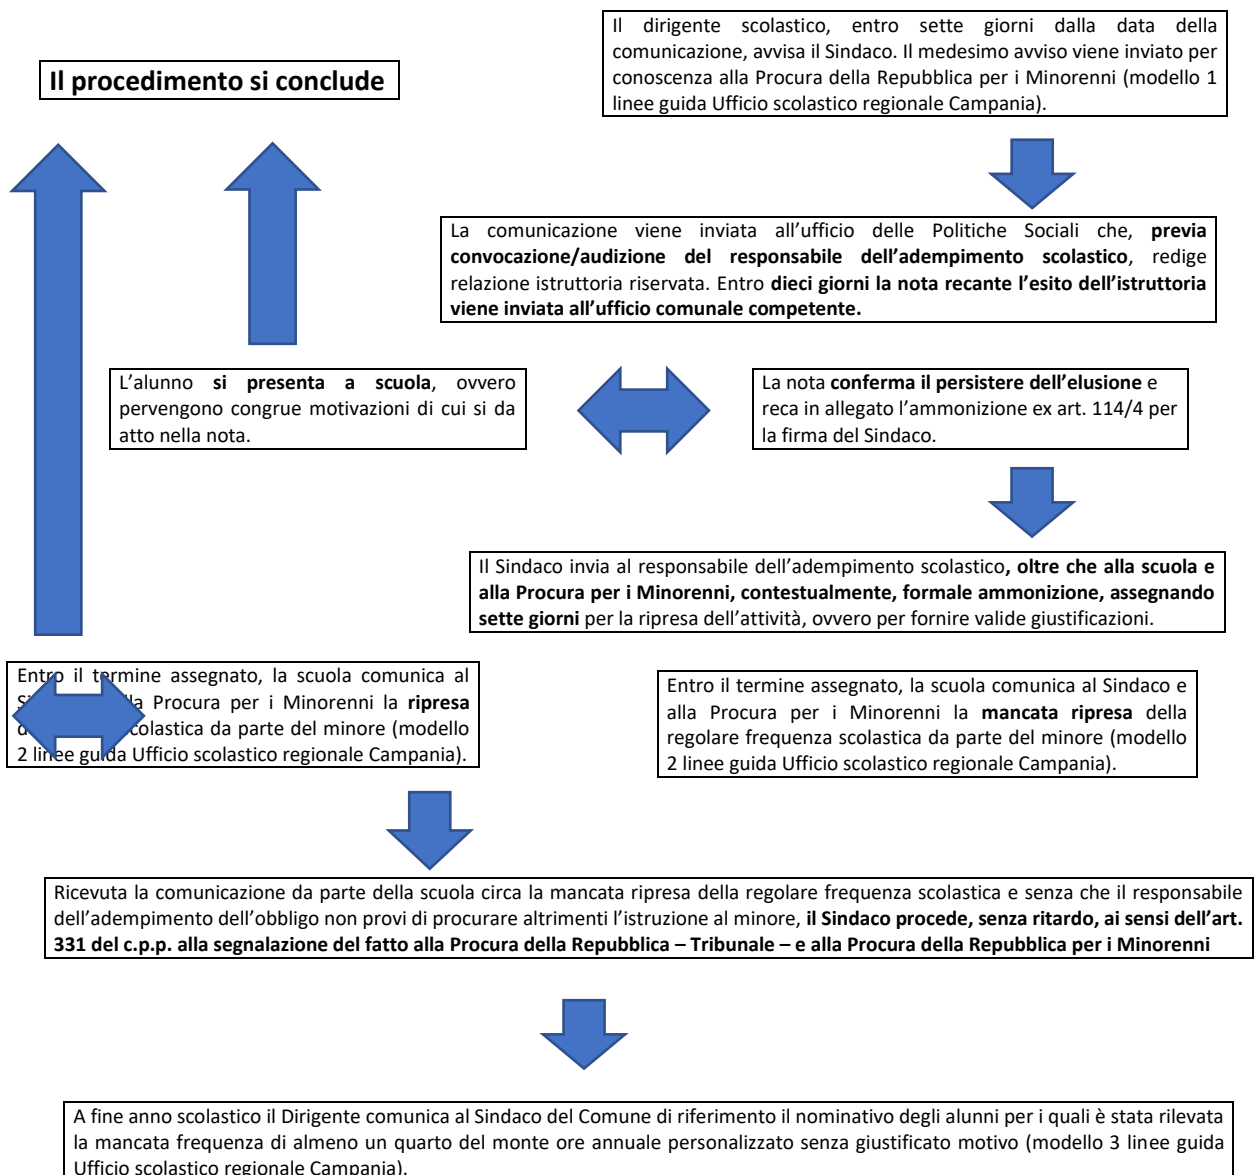 Il dirigente scolastico, entro sette giorni dalla data della
comunicazione, avvisa il Sindaco. Il medesimo avviso viene inviato per
conoscenza alla Procura della Repubblica per i Minorenni (modello 1
linee guida Ufficio scolastico regionale Campania).
Il procedimento si conclude
La comunicazione viene inviata all’ufficio delle Politiche Sociali che, previa
convocazione/audizione del responsabile dell’adempimento scolastico, redige
relazione istruttoria riservata. Entro dieci giorni la nota recante l’esito dell’istruttoria
viene inviata all’ufficio comunale competente.
L’alunno si presenta a scuola, ovvero
pervengono congrue motivazioni di cui si da
atto nella nota.
La nota conferma il persistere dell’elusione e
reca in allegato l’ammonizione ex art. 114/4 per
la firma del Sindaco.
Il Sindaco invia al responsabile dell’adempimento scolastico, oltre che alla scuola e
alla Procura per i Minorenni, contestualmente, formale ammonizione, assegnando
sette giorni per la ripresa dell’attività, ovvero per fornire valide giustificazioni.
Entro il termine assegnato, la scuola comunica al
Procura per i Minorenni la ripresa
scolastica da parte del minore (modello
2 linee guida Ufficio scolastico regionale Campania).
Entro il termine assegnato, la scuola comunica al Sindaco e
alla Procura per i Minorenni la mancata ripresa della
regolare frequenza scolastica da parte del minore (modello
2 linee guida Ufficio scolastico regionale Campania).
Ricevuta la comunicazione da parte della scuola circa la mancata ripresa della regolare frequenza scolastica e senza che il responsabile
dell’adempimento dell’obbligo non provi di procurare altrimenti l’istruzione al minore, il Sindaco procede, senza ritardo, ai sensi dell’art.
331 del c.p.p. alla segnalazione del fatto alla Procura della Repubblica – Tribunale – e alla Procura della Repubblica per i Minorenni
A fine anno scolastico il Dirigente comunica al Sindaco del Comune di riferimento il nominativo degli alunni per i quali è stata rilevata
la mancata frequenza di almeno un quarto del monte ore annuale personalizzato senza giustificato motivo (modello 3 linee guida
Ufficio scolastico regionale Campania).